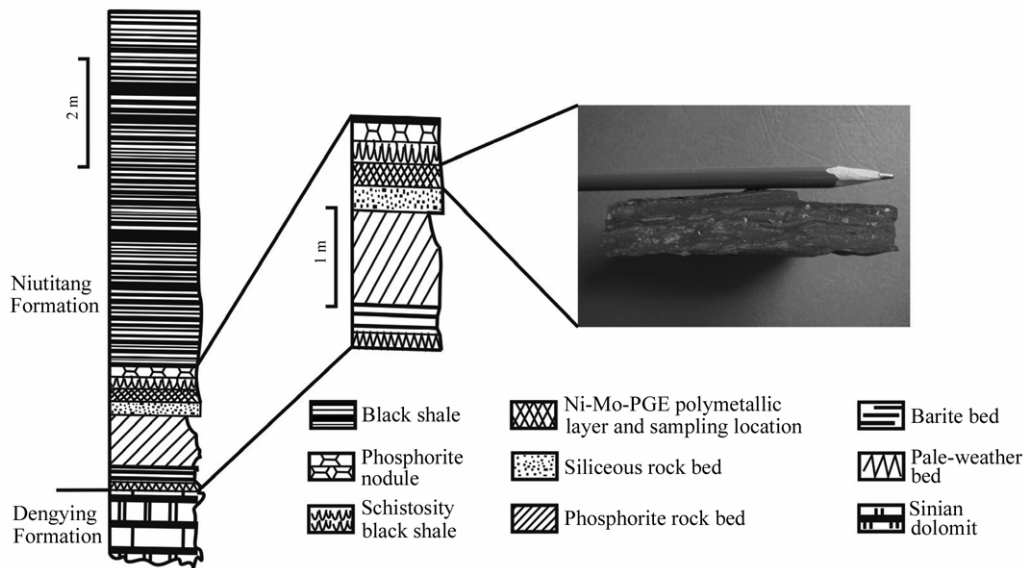 2 m
1 m
Niutitang
Formation
Dengying
Formation
Black shale
Phosphorite
nodule
Schistosity
black shale
Ni-Mo-PGE polymetallic
layer and sampling location
Siliceous rock bed
Phosphorite rock bed
Barite bed
Pale-weather
bed
Sinian
dolomit